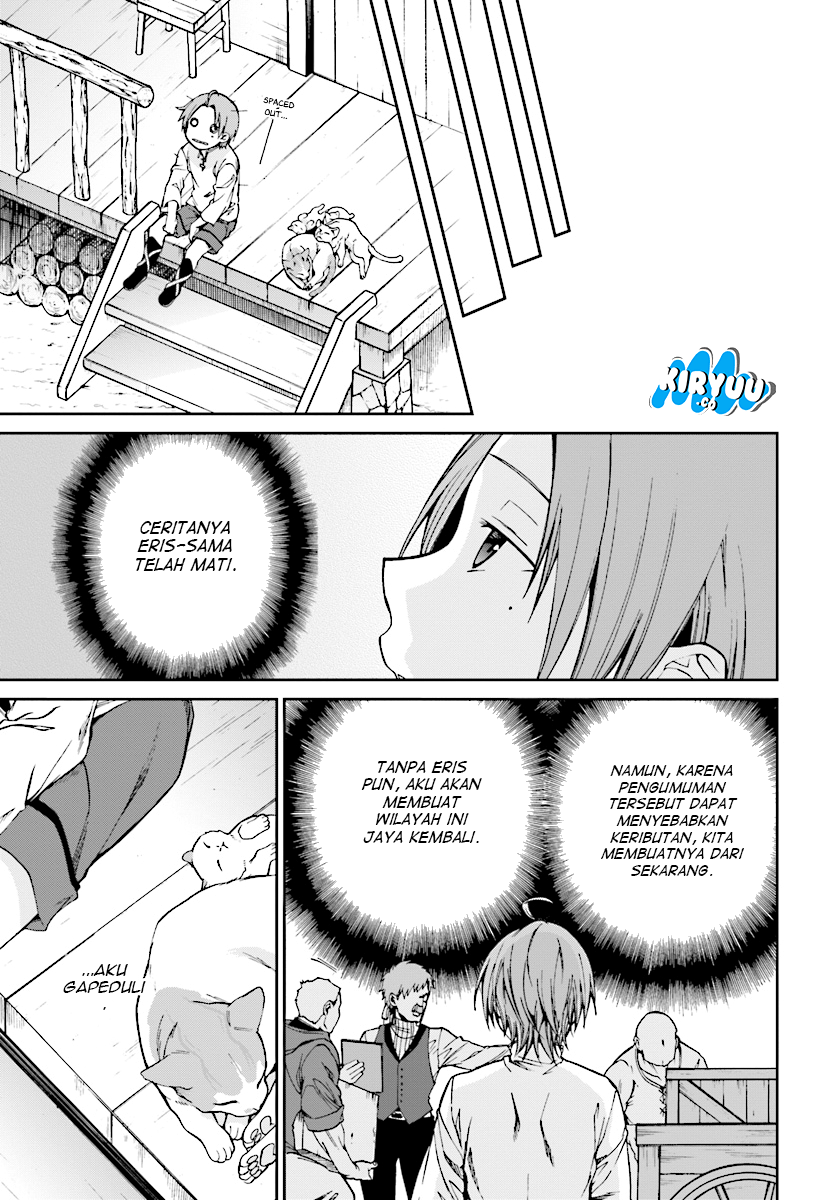 SPACED
OUT...
KIRYUU
.CO
CERITANYA
ERIS-SAMA
TELAH MATI.
NAMUN, KARENA
PENGUMUMAN
TERSEBUT DAPAT
MENYEBABKAN
KERIBUTAN, KITA
MEMBUATNYA DARI
SEKARANG.
TANPA ERIS
PUN, AKU AKAN
MEMBUAT
WILAYAH INI
JAYA KEMBALI.
...AKU
GAPEDULI